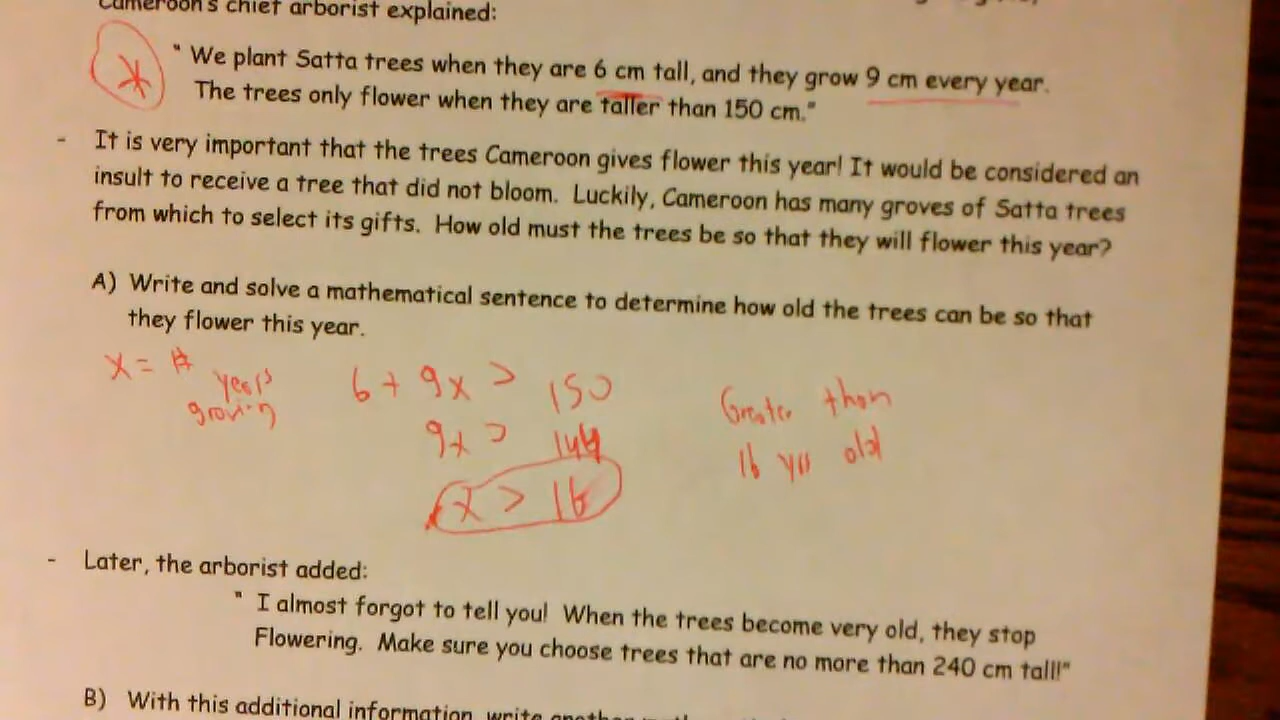 Cameroon's chief arborist explained:
" We plant Satta trees when they are 6 cm tall, and they grow 9 cm every year.
The trees only flower when they are taller than 150 cm."
- It is very important that the trees Cameroon gives flower this year! It would be considered an
insult to receive a tree that did not bloom. Luckily, Cameroon has many groves of Satta trees
from which to select its gifts. How old must the trees be so that they will flower this year?
A) Write and solve a mathematical sentence to determine how old the trees can be so that
they flower this year.
x = #
years
growing
6 + 9x > 150
9x > 144
x > 16
Greater than
16 yrs old
- Later, the arborist added:
" I almost forgot to tell you! When the trees become very old, they stop
Flowering. Make sure you choose trees that are no more than 240 cm tall!"
B) With this additional information, write another